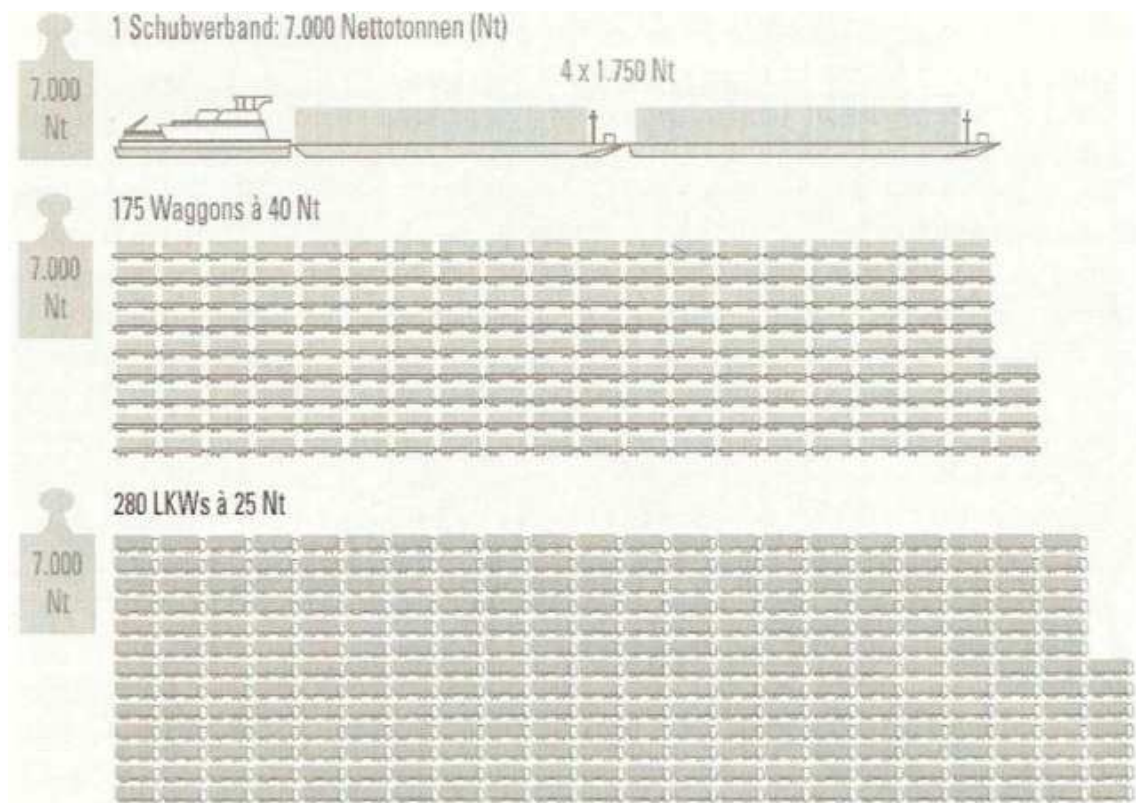 1 Schubverband: 7.000 Nettotonnen (Nt)
7.000
Nt
4 x 1.750 Nt
175 Waggons à 40 Nt
7.000
Nt
280 LKWs à 25 Nt
7.000
Nt